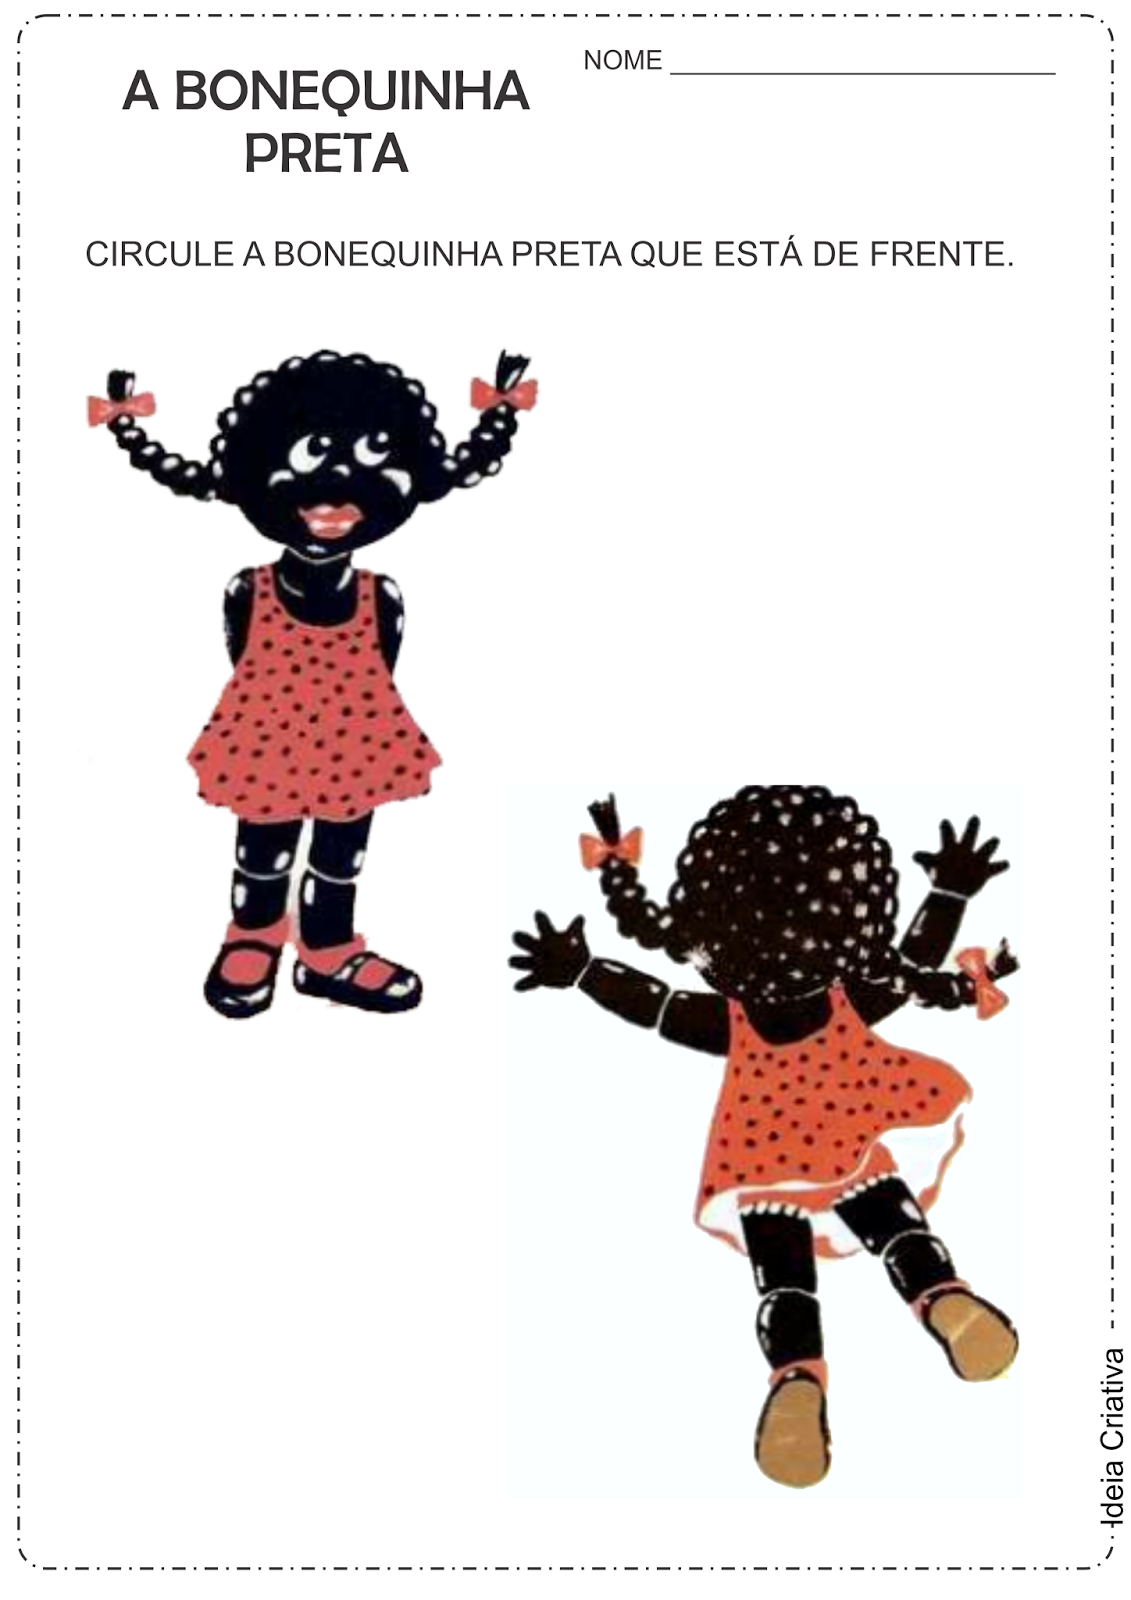 NOME
A BONEQUINHA
PRETA
CIRCULE A BONEQUINHA PRETA QUE ESTÁ DE FRENTE.
Ideia Criativa